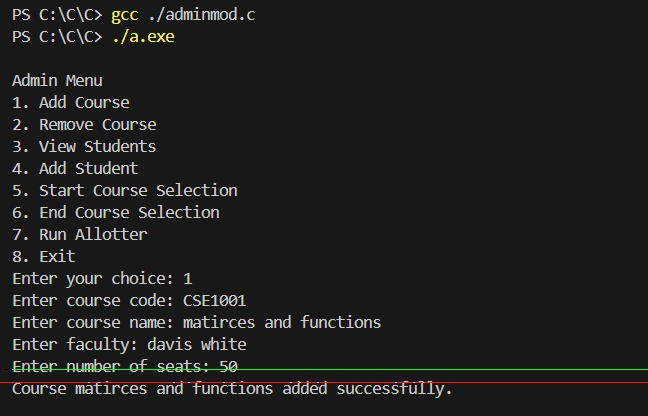 PS C:\C\C> gcc ./adminmod.c
PS C:\C\C> ./a.exe
Admin Menu
1. Add Course
2. Remove Course
3. View Students
4. Add Student
5. Start Course Selection
6. End Course Selection
7. Run Allotter
8. Exit
Enter your choice: 1
Enter course code: CSE1001
Enter course name: matirces and functions
Enter faculty: davis white
Enter number of seats: 50
Course matirces and functions added successfully.